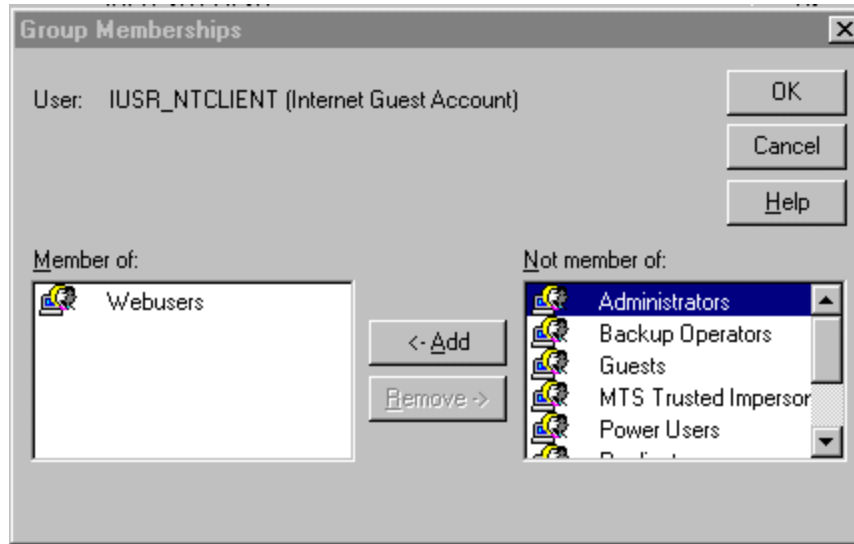 Group Memberships
User: IUSR_NTCLIENT (Internet Guest Account)
OK
Cancel
Help
Member of:
Webusers
<- Add
Remove ->
Not member of:
Administrators
Backup Operators
Guests
MTS Trusted Imperson
Power Users